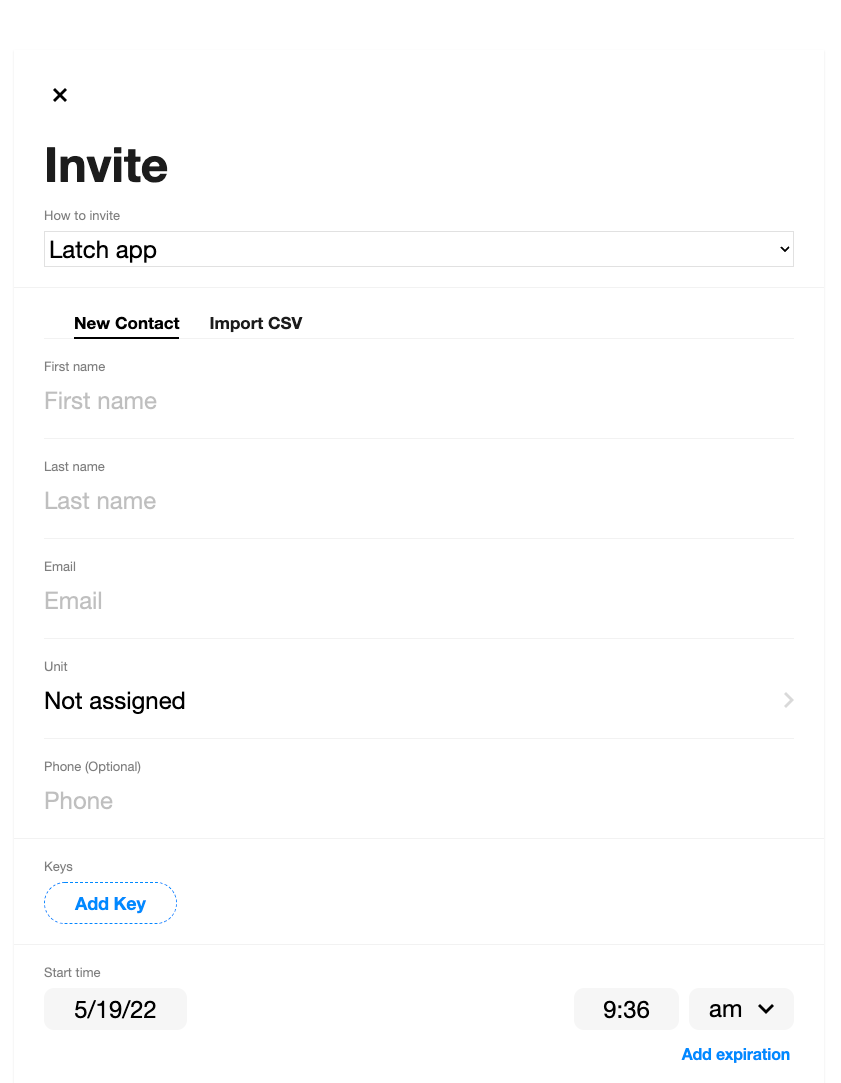 Invite
How to invite
Latch app
New Contact Import CSV
First name
First name
Last name
Last name
Email
Email
Unit
Not assigned
Phone (Optional)
Phone
Keys
Add Key
Start time
5/19/22 9:36 am
Add expiration